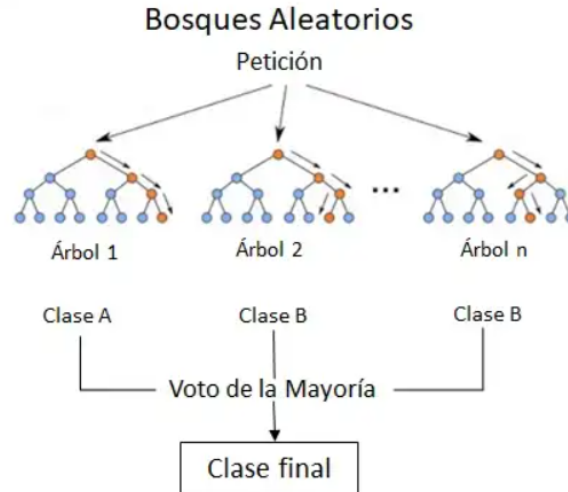 Bosques Aleatorios
Petición
...
Árbol 1
Árbol 2
Árbol n
Clase A
Clase B
Clase B
Voto de la Mayoría
Clase final